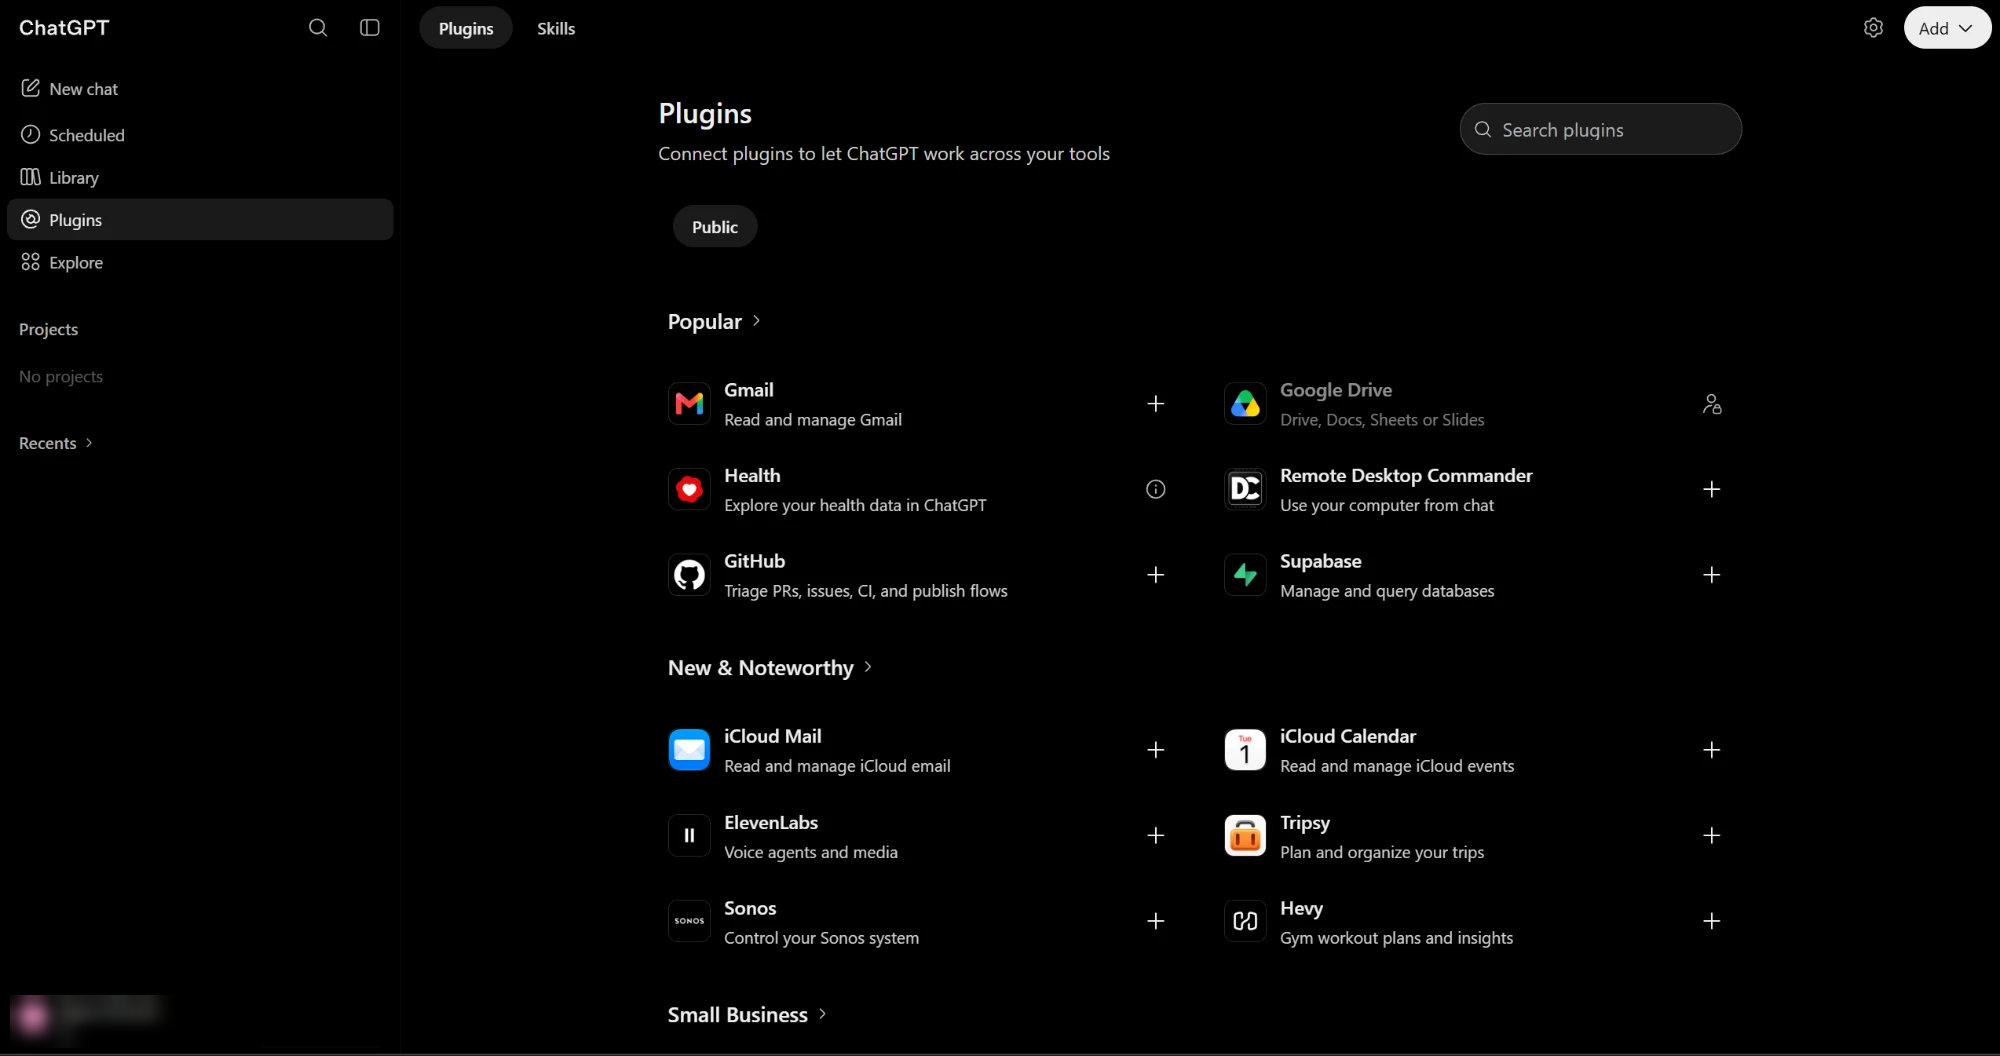 ChatGPT
New chat
Scheduled
Library
Plugins
Explore
Projects
No projects
Recents
Plugins
Skills
Add
Plugins
Connect plugins to let ChatGPT work across your tools
Search plugins
Public
Popular
Gmail
Read and manage Gmail
Google Drive
Drive, Docs, Sheets or Slides
Health
Explore your health data in ChatGPT
DC
Remote Desktop Commander
Use your computer from chat
GitHub
Triage PRs, issues, CI, and publish flows
Supabase
Manage and query databases
New & Noteworthy
iCloud Mail
Read and manage iCloud email
Tue
1
iCloud Calendar
Read and manage iCloud events
ElevenLabs
Voice agents and media
Tripsy
Plan and organize your trips
SONOS
Sonos
Control your Sonos system
Hevy
Gym workout plans and insights
Small Business